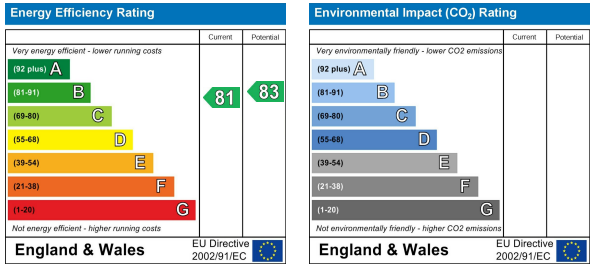 Energy Efficiency Rating
Current Potential
Very energy efficient - lower running costs
(92 plus) A
(81-91) B
(69-80) C
(55-68) D
(39-54) E
(21-38) F
(1-20) G
81
83
Not energy efficient - higher running costs
England & Wales
EU Directive
2002/91/EC
Environmental Impact (CO2) Rating
Current Potential
Very environmentally friendly - lower CO2 emissions
(92 plus) A
(81-91) B
(69-80) C
(55-68) D
(39-54) E
(21-38) F
(1-20) G
Not environmentally friendly - higher CO2 emissions
England & Wales
EU Directive
2002/91/EC